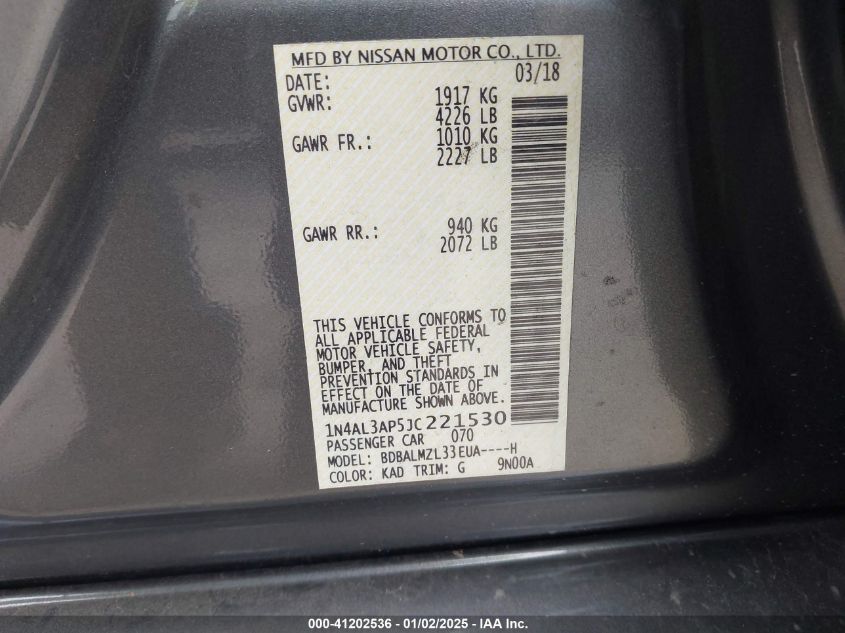 MFD BY NISSAN MOTOR CO., LTD.
DATE: 03/18
GVWR: 1917 KG
4226 LB
GAWR FR.: 1010 KG
2227 LB
GAWR RR.: 940 KG
2072 LB
THIS VEHICLE CONFORMS TO
ALL APPLICABLE FEDERAL
MOTOR VEHICLE SAFETY,
BUMPER, AND THEFT
PREVENTION STANDARDS IN
EFFECT ON THE DATE OF
MANUFACTURE SHOWN ABOVE.
1N4AL3AP5JC221530
PASSENGER CAR 070
MODEL: BDBALMZL33EUA----H
COLOR: KAD TRIM: G 9N00A
000-41202536 - 01/02/2025 - IAA Inc.